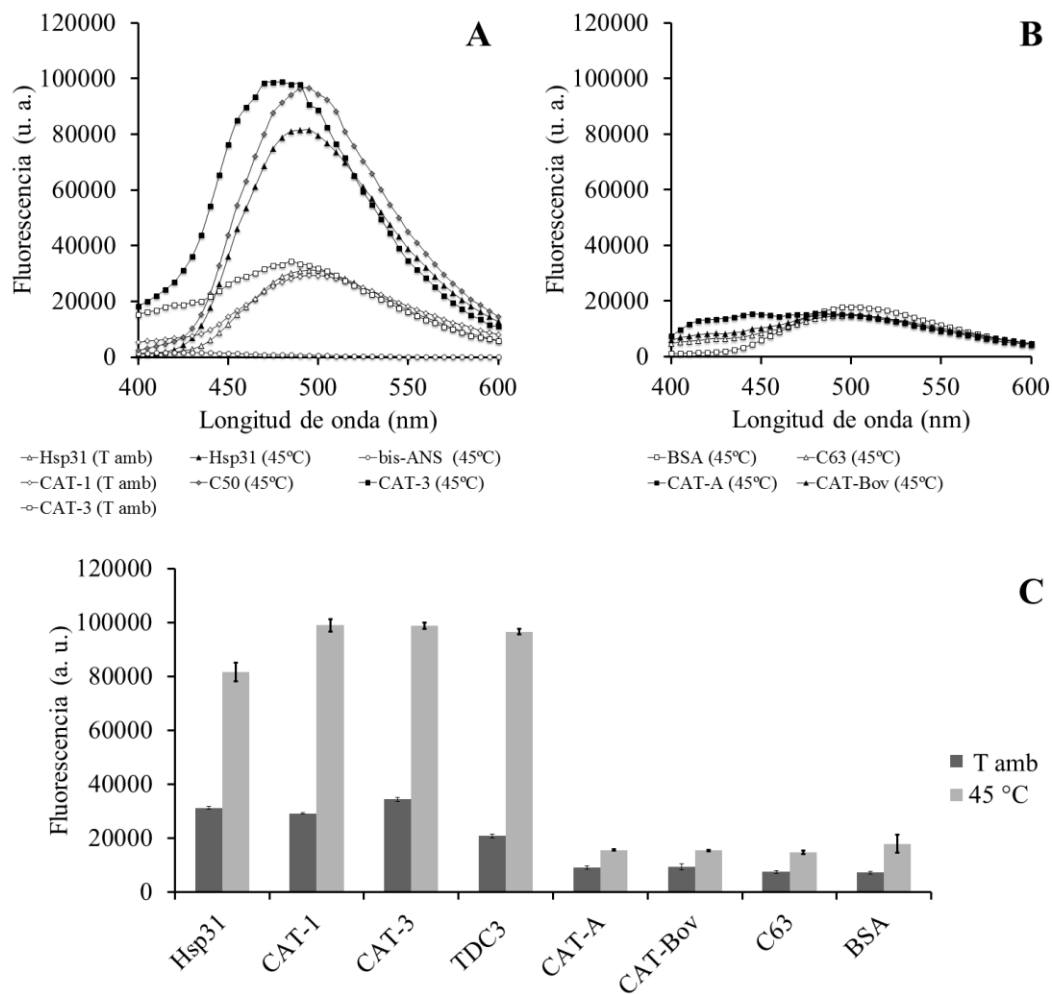 A
Fluorescencia (u. a.)
120000
100000
80000
60000
40000
20000
0
400 450 500 550 600
Longitud de onda (nm)
Hsp31 (T amb) Hsp31 (45ºC) bis-ANS (45ºC)
CAT-1 (T amb) C50 (45ºC) CAT-3 (45ºC)
CAT-3 (T amb)
B
Fluorescencia (u. a.)
120000
100000
80000
60000
40000
20000
0
400 450 500 550 600
Longitud de onda (nm)
BSA (45ºC) C63 (45ºC)
CAT-A (45ºC) CAT-Bov (45ºC)
C
Fluorescencia (a. u.)
120000
100000
80000
60000
40000
20000
0
Hsp31 CAT-1 CAT-3 TDC3 CAT-A CAT-Bov C63 BSA
T amb
45 °C